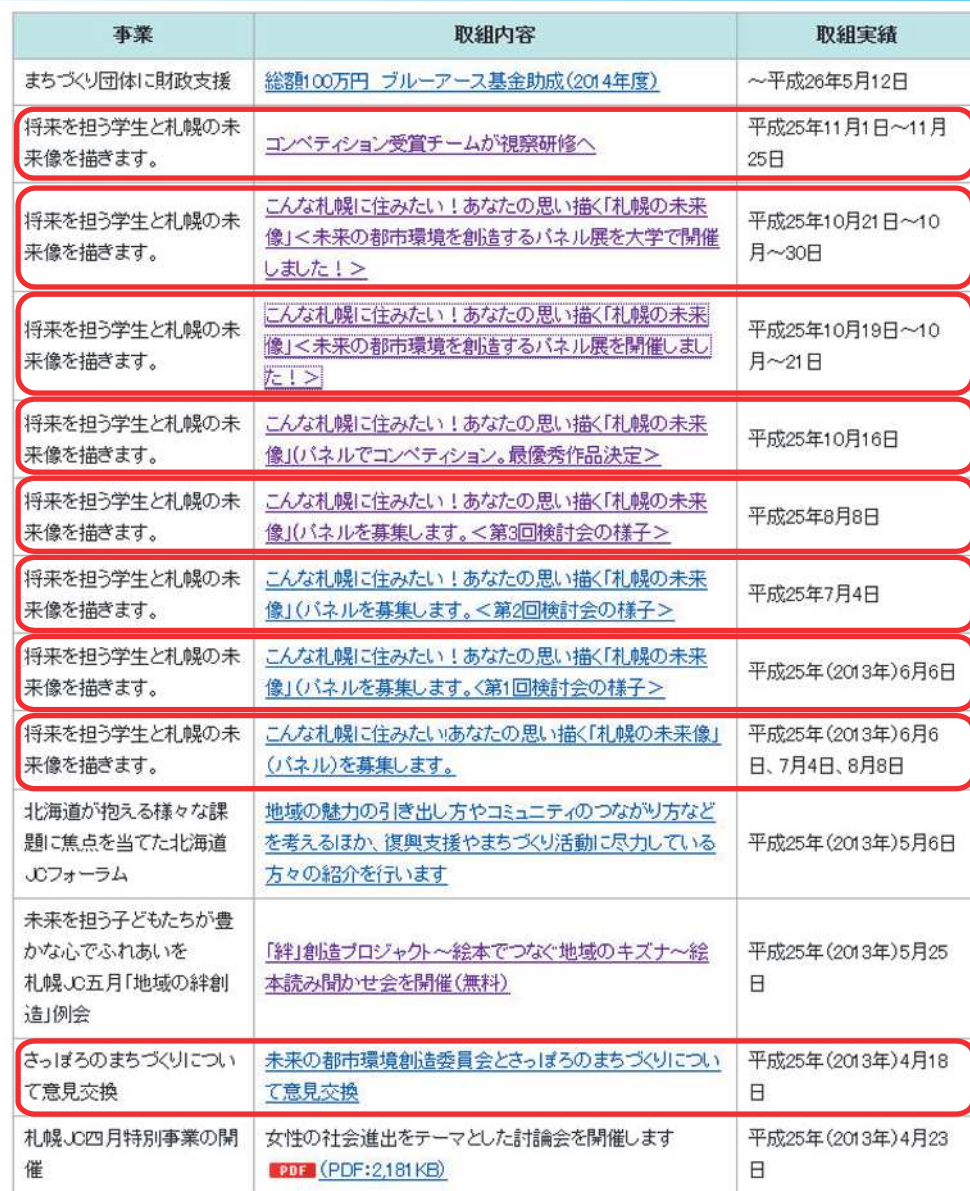 事業 取組内容 取組実績
まちづくり団体に財政支援 総額100万円 ブルーアース基金助成(2014年度) ～平成26年5月12日
将来を担う学生と札幌の未
来像を描きます。
コンペティション受賞チームが視察研修へ
平成25年11月1日～11月
25日
将来を担う学生と札幌の未
来像を描きます。
こんな札幌に住みたい！あなたの思い描く「札幌の未来
像」＜未来の都市環境を創造するパネル展を大学で開催
しました！＞
平成25年10月21日～10
月～30日
将来を担う学生と札幌の未
来像を描きます。
こんな札幌に住みたい！あなたの思い描く「札幌の未来
像」＜未来の都市環境を創造するパネル展を開催しまし
た！＞
平成25年10月19日～10
月～21日
将来を担う学生と札幌の未
来像を描きます。
こんな札幌に住みたい！あなたの思い描く「札幌の未来
像」(パネルでコンペティション。最優秀作品決定＞
平成25年10月16日
将来を担う学生と札幌の未
来像を描きます。
こんな札幌に住みたい！あなたの思い描く「札幌の未来
像」(パネルを募集します。＜第3回検討会の様子＞
平成25年8月8日
将来を担う学生と札幌の未
来像を描きます。
こんな札幌に住みたい！あなたの思い描く「札幌の未来
像」(パネルを募集します。＜第2回検討会の様子＞
平成25年7月4日
将来を担う学生と札幌の未
来像を描きます。
こんな札幌に住みたい！あなたの思い描く「札幌の未来
像」(パネルを募集します。＜第1回検討会の様子＞
平成25年(2013年)6月6日
将来を担う学生と札幌の未
来像を描きます。
こんな札幌に住みたい!あなたの思い描く「札幌の未来像」
(パネル)を募集します。
平成25年(2013年)6月6
日、7月4日、8月8日
北海道が抱える様々な課
題に焦点を当てた北海道
JCフォーラム
地域の魅力の引き出し方やコミュニティのつながり方など
を考えるほか、復興支援やまちづくり活動に尽力している
方々の紹介を行います
平成25年(2013年)5月6日
未来を担う子どもたちが豊
かな心でふれあいを
札幌JC五月「地域の絆創
造」例会
「絆」創造プロジャクト～絵本でつなぐ地域のキズナ～絵
本読み聞かせ会を開催(無料)
平成25年(2013年)5月25
日
さっぽろのまちづくりについ
て意見交換
未来の都市環境創造委員会とさっぽろのまちづくりについ
て意見交換
平成25年(2013年)4月18
日
札幌JC四月特別事業の開
催
女性の社会進出をテーマとした討論会を開催します
PDF (PDF:2,181KB)
平成25年(2013年)4月23
日